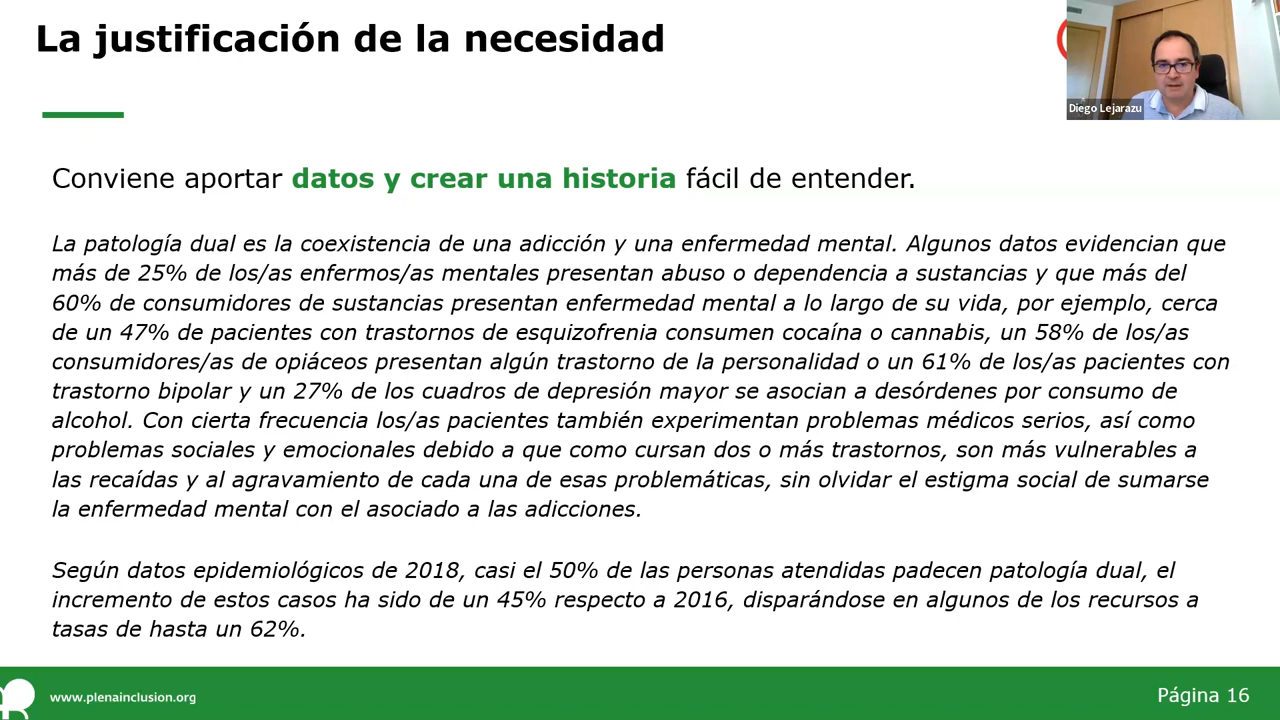 La justificación de la necesidad
Diego Lejarazu
Conviene aportar datos y crear una historia fácil de entender.
La patología dual es la coexistencia de una adicción y una enfermedad mental. Algunos datos evidencian que
más de 25% de los/as enfermos/as mentales presentan abuso o dependencia a sustancias y que más del
60% de consumidores de sustancias presentan enfermedad mental a lo largo de su vida, por ejemplo, cerca
de un 47% de pacientes con trastornos de esquizofrenia consumen cocaína o cannabis, un 58% de los/as
consumidores/as de opiáceos presentan algún trastorno de la personalidad o un 61% de los/as pacientes con
trastorno bipolar y un 27% de los cuadros de depresión mayor se asocian a desórdenes por consumo de
alcohol. Con cierta frecuencia los/as pacientes también experimentan problemas médicos serios, así como
problemas sociales y emocionales debido a que como cursan dos o más trastornos, son más vulnerables a
las recaídas y al agravamiento de cada una de esas problemáticas, sin olvidar el estigma social de sumarse
la enfermedad mental con el asociado a las adicciones.
Según datos epidemiológicos de 2018, casi el 50% de las personas atendidas padecen patología dual, el
incremento de estos casos ha sido de un 45% respecto a 2016, disparándose en algunos de los recursos a
tasas de hasta un 62%.
www.plenainclusion.org
Página 16